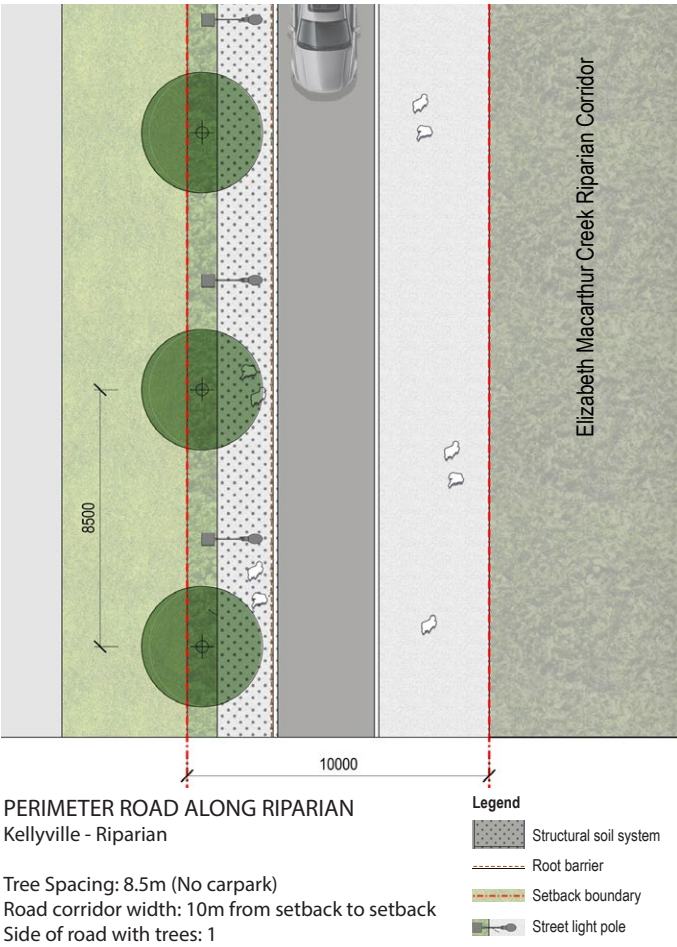 Elizabeth Macarthur Creek Riparian Corridor
8500
10000
PERIMETER ROAD ALONG RIPARIAN
Kellyville - Riparian
Tree Spacing: 8.5m (No carpark)
Road corridor width: 10m from setback to setback
Side of road with trees: 1
Legend
Structural soil system
Root barrier
Setback boundary
Street light pole